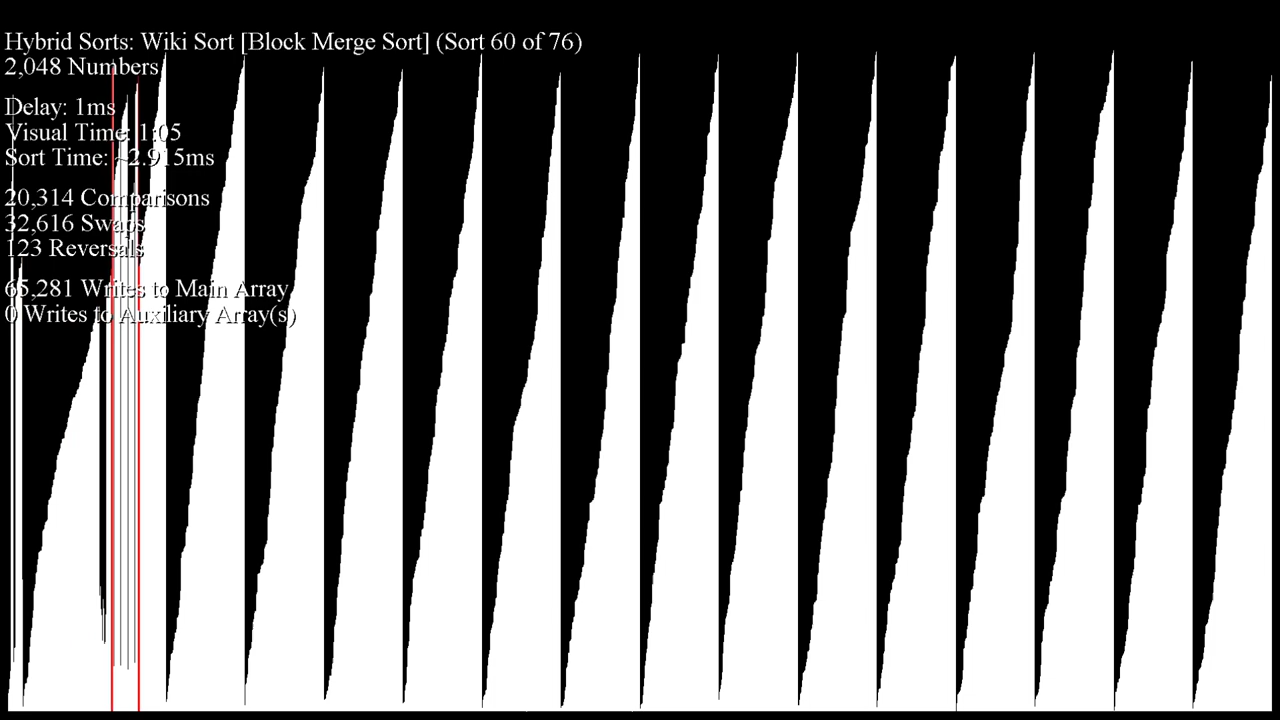 Hybrid Sorts: Wiki Sort [Block Merge Sort] (Sort 60 of 76)
2,048 Numbers
Delay: 1ms
Visual Time: 1:05
Sort Time: ~2.915ms
20,314 Comparisons
32,616 Swaps
123 Reversals
65,281 Writes to Main Array
0 Writes to Auxiliary Array(s)